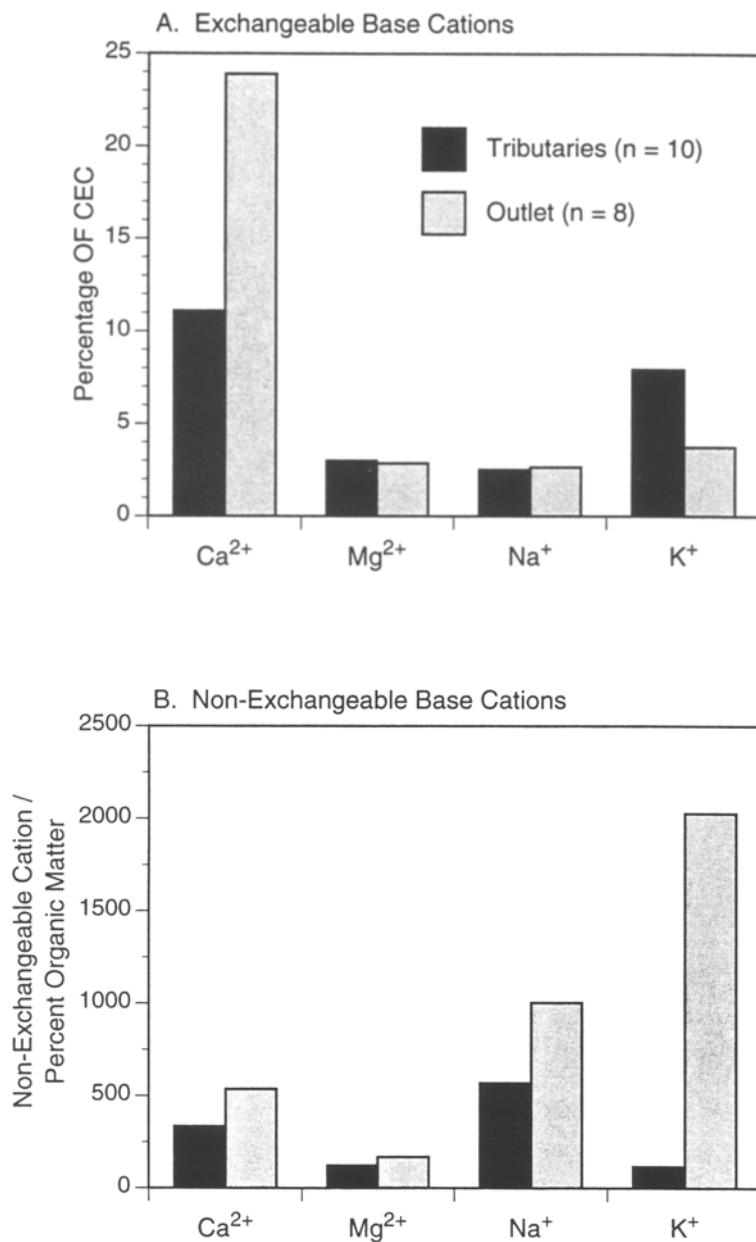 A. Exchangeable Base Cations
25
20
15
10
5
0
Percentage OF CEC
Tributaries (n = 10)
Outlet (n = 8)
Ca²⁺ Mg²⁺ Na⁺ K⁺
B. Non-Exchangeable Base Cations
2500
2000
1500
1000
500
0
Non-Exchangeable Cation /
Percent Organic Matter
Ca²⁺ Mg²⁺ Na⁺ K⁺